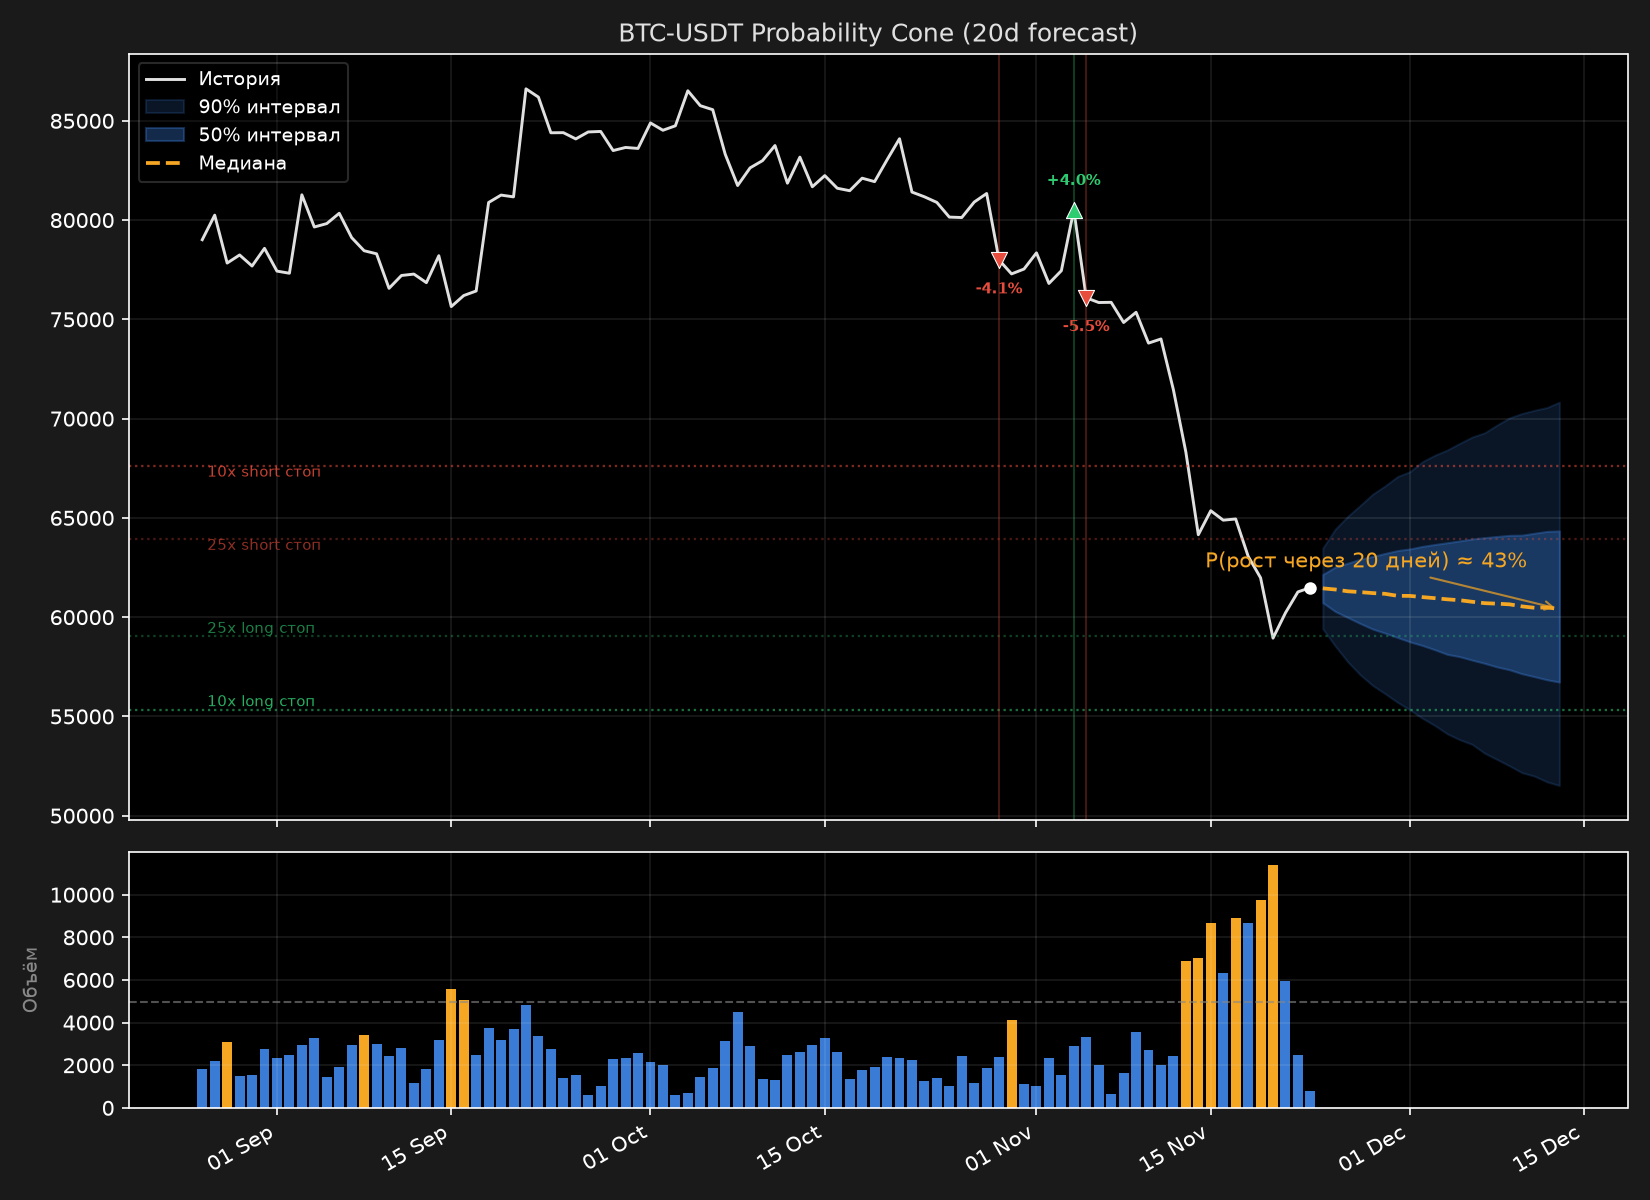 BTC-USDT Probability Cone (20d forecast)
История
90% интервал
50% интервал
Медиана
85000
80000
75000
70000
65000
60000
55000
50000
+4.0%
-4.1%
-5.5%
10x short стоп
25x short стоп
P(рост через 20 дней) ≈ 43%
25x long стоп
10x long стоп
Объём
10000
8000
6000
4000
2000
0
01 Sep
15 Sep
01 Oct
15 Oct
01 Nov
15 Nov
01 Dec
15 Dec